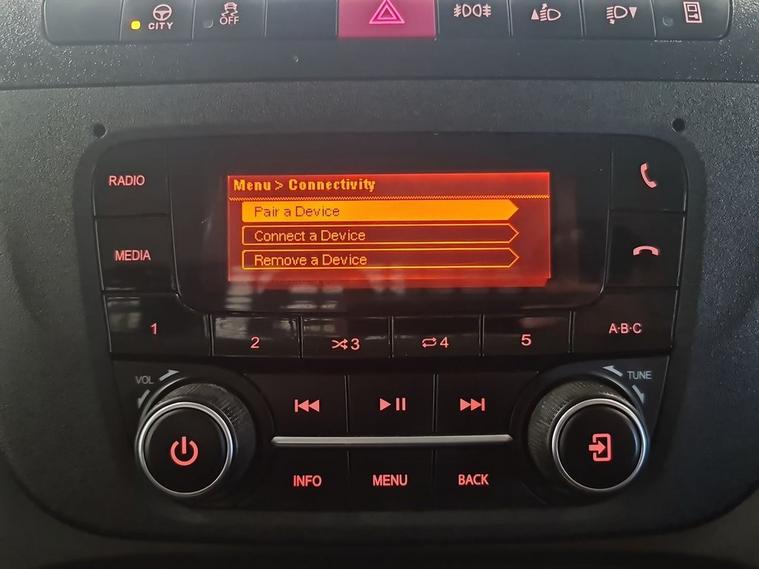 CITY
OFF
RADIO
MEDIA
Menu > Connectivity
Pair a Device
Connect a Device
Remove a Device
1
2
3
4
5
A·B·C
VOL
TUNE
INFO
MENU
BACK